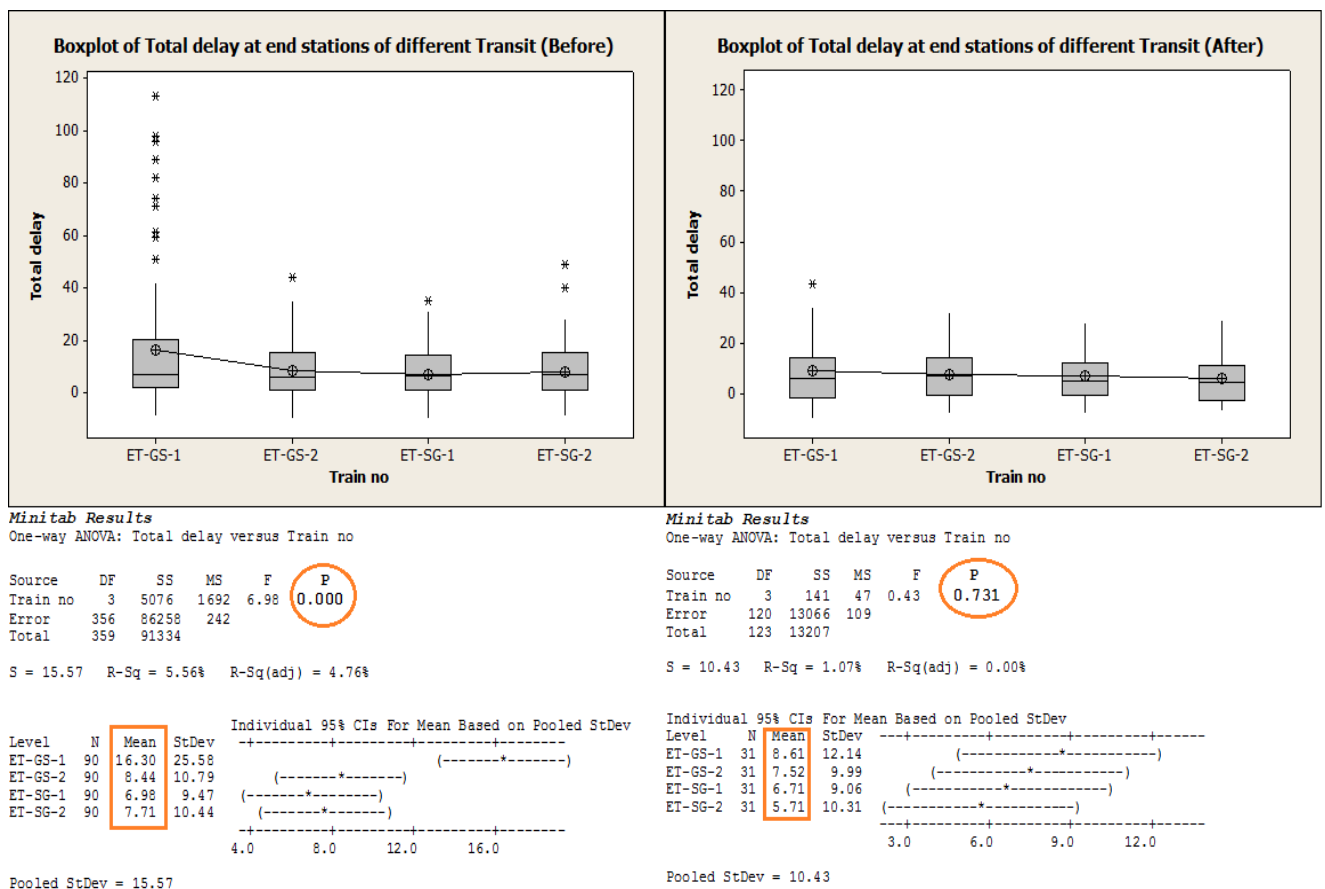 Boxplot of Total delay at end stations of different Transit (Before)
120
100
80
60
40
20
0
Total delay
ET-GS-1 ET-GS-2 ET-SG-1 ET-SG-2
Train no
Boxplot of Total delay at end stations of different Transit (After)
120
100
80
60
40
20
0
Total delay
ET-GS-1 ET-GS-2 ET-SG-1 ET-SG-2
Train no
Minitab Results
One-way ANOVA: Total delay versus Train no
Source DF SS MS F P
Train no 3 5076 1692 6.98 0.000
Error 356 86258 242
Total 359 91334
S = 15.57 R-Sq = 5.56% R-Sq(adj) = 4.76%
Individual 95% CIs For Mean Based on Pooled StDev
Level N Mean StDev -+---------+---------+---------+--------
ET-GS-1 90 16.30 25.58 (-------*-------)
ET-GS-2 90 8.44 10.79 (-------*-------)
ET-SG-1 90 6.98 9.47 (-------*--------)
ET-SG-2 90 7.71 10.44 (-------*-------)
-+---------+---------+---------+--------
4.0 8.0 12.0 16.0
Pooled StDev = 15.57
Minitab Results
One-way ANOVA: Total delay versus Train no
Source DF SS MS F P
Train no 3 141 47 0.43 0.731
Error 120 13066 109
Total 123 13207
S = 10.43 R-Sq = 1.07% R-Sq(adj) = 0.00%
Individual 95% CIs For Mean Based on Pooled StDev
Level N Mean StDev ---+---------+---------+---------+------
ET-GS-1 31 8.61 12.14 (------------*-----------)
ET-GS-2 31 7.52 9.99 (-----------*-----------)
ET-SG-1 31 6.71 9.06 (-----------*------------)
ET-SG-2 31 5.71 10.31 (-----------*-----------)
---+---------+---------+---------+------
3.0 6.0 9.0 12.0
Pooled StDev = 10.43